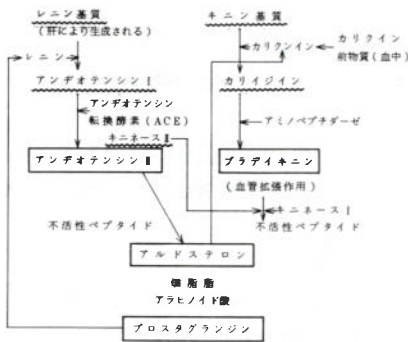 レニン基質
(肝により生成される)
レニン
アンヂオテンシンⅠ
アンヂオテンシン
転換酵素(ACE)
キニネースⅡ
アンヂオテンシンⅡ
不活性ペプタイド
キニン基質
カリクレイン
カリクイン
前物質(血中)
カリイジイン
アミノペプチダーゼ
ブラデイキニン
(血管拡張作用)
キニネースⅠ
不活性ペプタイド
アルドステロン
燐脂脂
アラヒノイド酸
プロスタグランジン